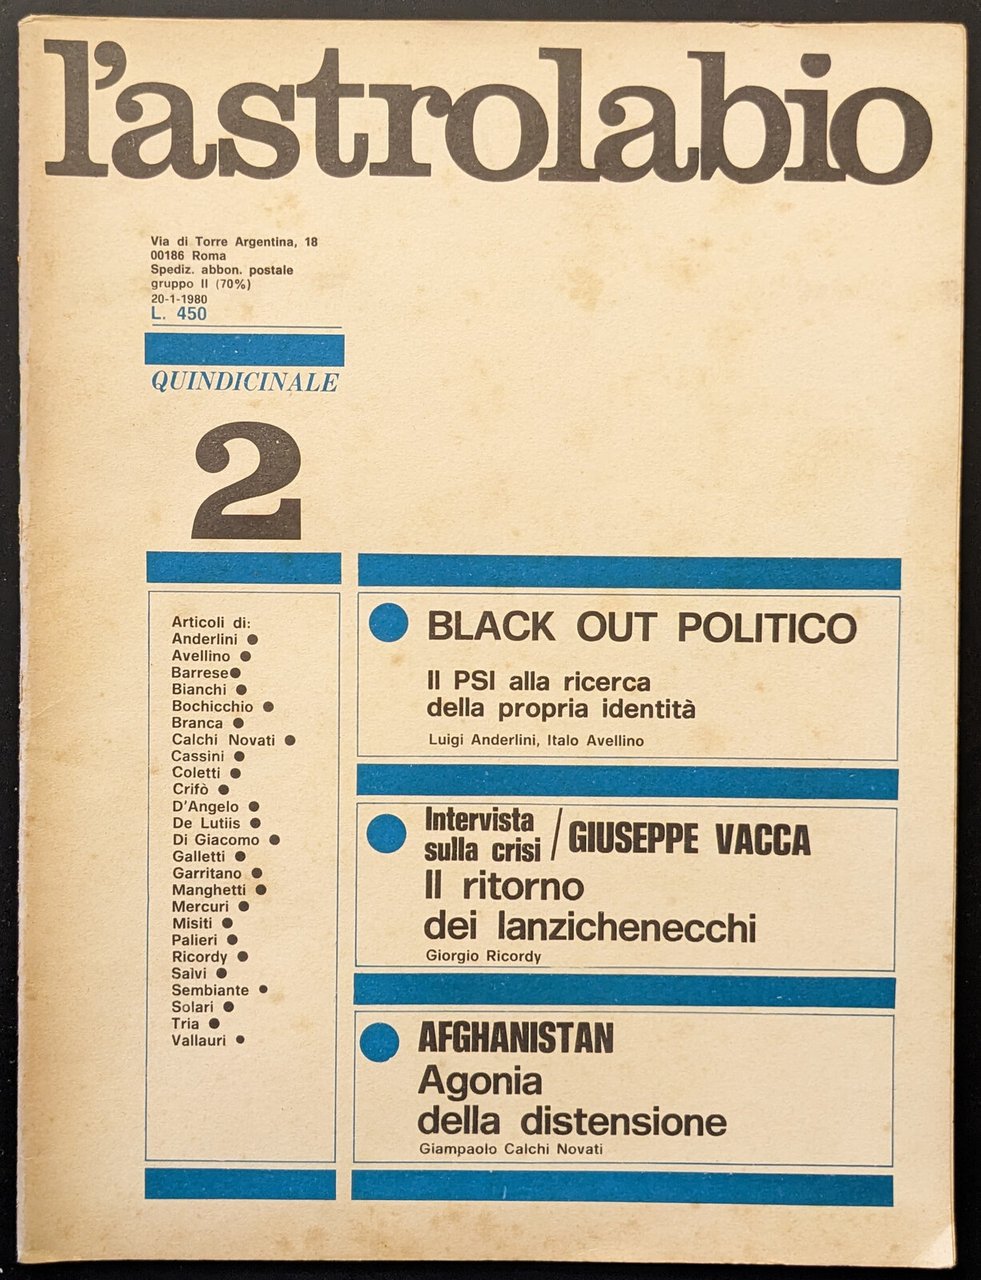 l'astrolabio
Via di Torre Argentina, 18
00186 Roma
Spediz. abbon. postale
gruppo II (70%)
20-1-1980
L. 450
QUINDICINALE
2
Articoli di:
Anderlini ●
Avellino ●
Barrese●
Bianchi ●
Bochicchio ●
Branca ●
Calchi Novati ●
Cassini ●
Coletti ●
Crifò ●
D'Angelo ●
De Lutiis ●
Di Giacomo ●
Galletti ●
Garritano ●
Manghetti ●
Mercuri ●
Misiti ●
Palieri ●
Ricordy ●
Salvi ●
Sembiante ●
Solari ●
Tria ●
Vallauri ●
BLACK OUT POLITICO
Il PSI alla ricerca
della propria identità
Luigi Anderlini, Italo Avellino
Intervista
sulla crisi / GIUSEPPE VACCA
Il ritorno
dei lanzichenecchi
Giorgio Ricordy
AFGHANISTAN
Agonia
della distensione
Giampaolo Calchi Novati